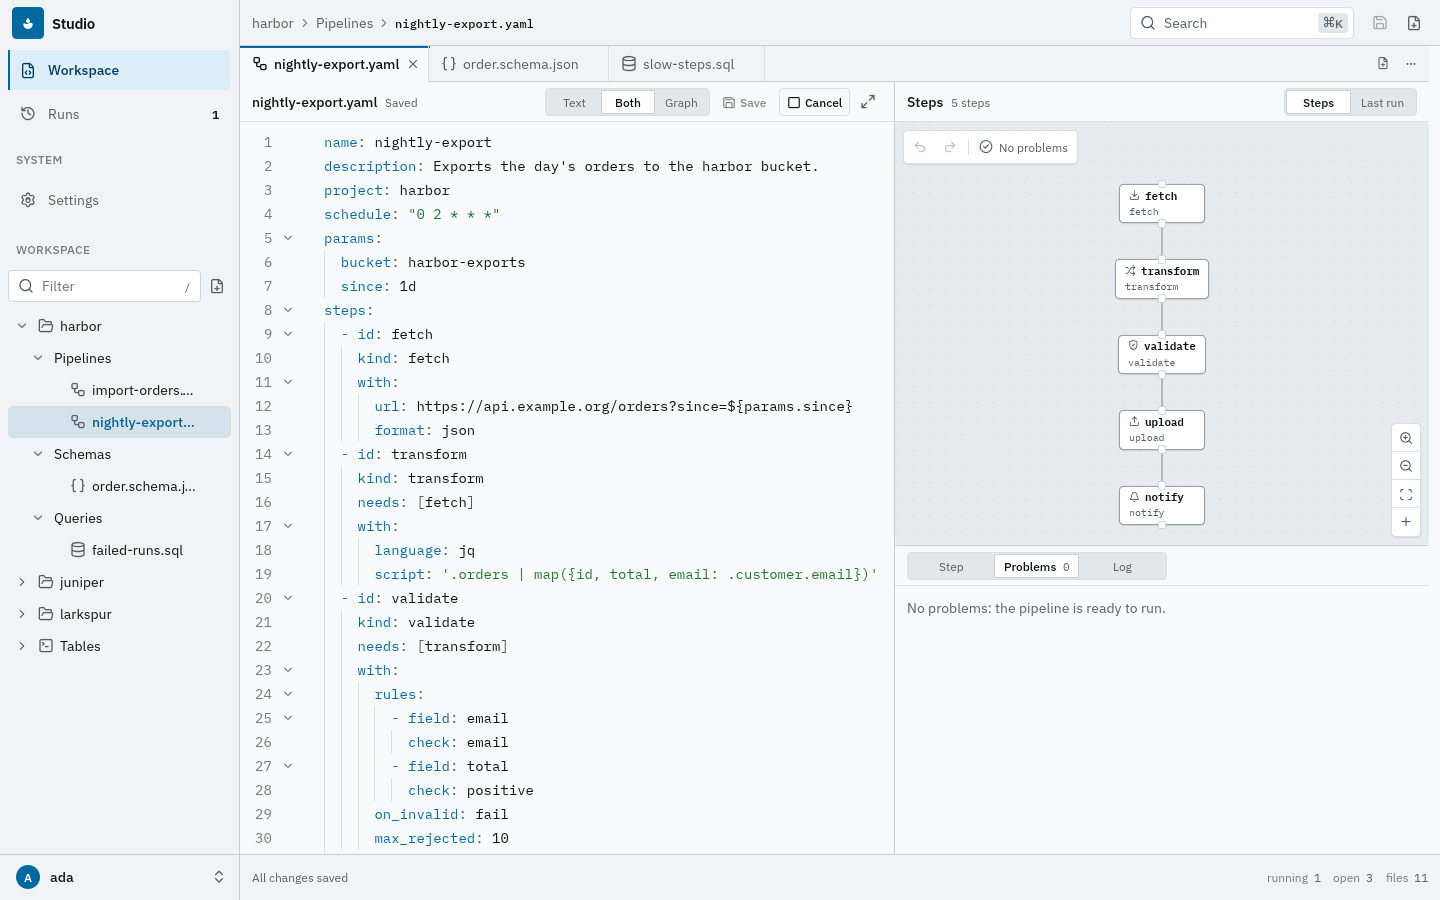 Studio
harbor
Pipelines
nightly-export.yaml
Search
⌘K
Workspace
Runs
1
SYSTEM
Settings
WORKSPACE
Filter
/
harbor
Pipelines
import-orders....
nightly-export...
Schemas
order.schema.j...
Queries
failed-runs.sql
juniper
larkspur
Tables
A
ada
nightly-export.yaml
order.schema.json
slow-steps.sql
nightly-export.yaml
Saved
Text
Both
Graph
Save
Cancel
1 name: nightly-export
2 description: Exports the day's orders to the harbor bucket.
3 project: harbor
4 schedule: "0 2 * * *"
5 params:
6 bucket: harbor-exports
7 since: 1d
8 steps:
9 - id: fetch
10 kind: fetch
11 with:
12 url: https://api.example.org/orders?since=${params.since}
13 format: json
14 - id: transform
15 kind: transform
16 needs: [fetch]
17 with:
18 language: jq
19 script: '.orders | map({id, total, email: .customer.email})'
20 - id: validate
21 kind: validate
22 needs: [transform]
23 with:
24 rules:
25 - field: email
26 check: email
27 - field: total
28 check: positive
29 on_invalid: fail
30 max_rejected: 10
Steps
5 steps
Steps
Last run
No problems
fetch
fetch
transform
transform
validate
validate
upload
upload
notify
notify
Step
Problems 0
Log
No problems: the pipeline is ready to run.
All changes saved
running 1
open 3
files 11